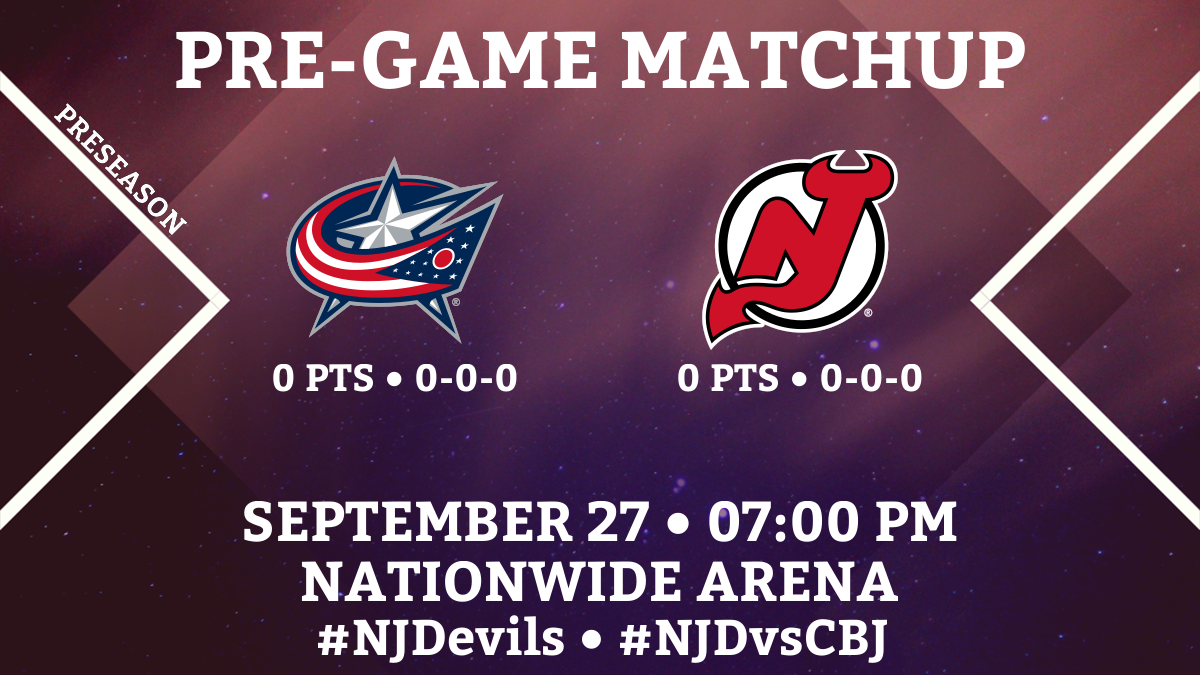 PRE-GAME MATCHUP
PRESEASON
0 PTS • 0-0-0
0 PTS • 0-0-0
SEPTEMBER 27 • 07:00 PM
NATIONWIDE ARENA
#NJDevils • #NJDvsCBJ